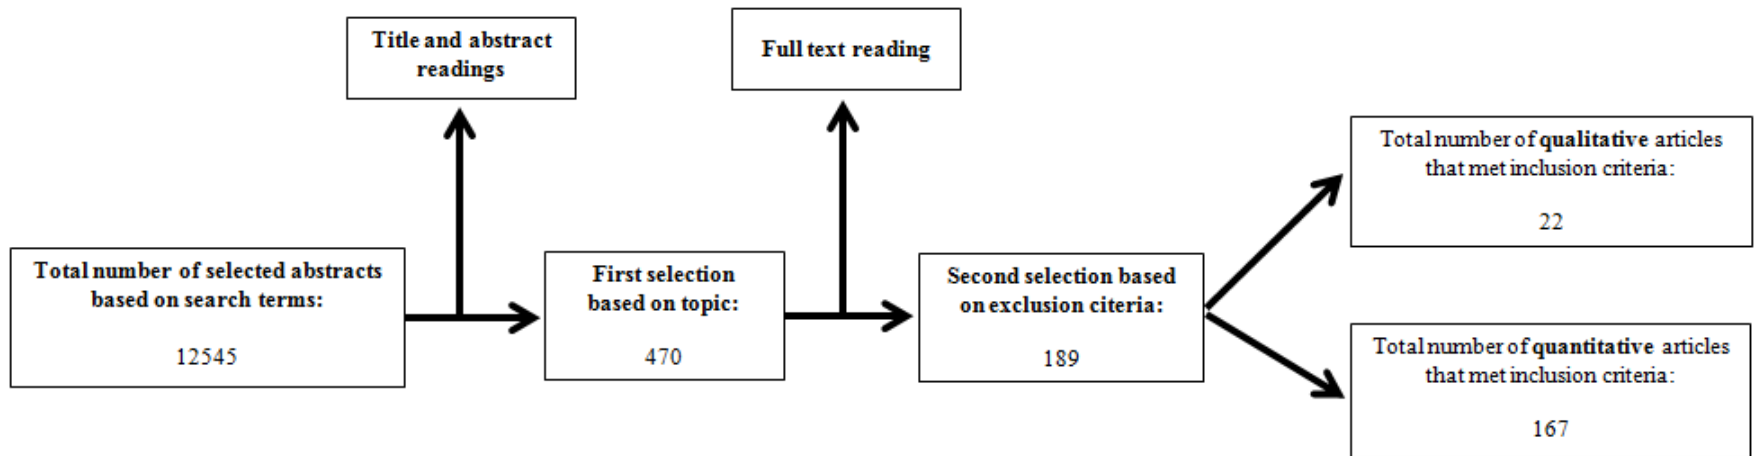 Title and abstract
readings
Full text reading
Total number of selected abstracts
based on search terms:
12545
First selection
based on topic:
470
Second selection based
on exclusion citeria:
189
Total number of qualitative articles
that met inclusion criteria:
22
Total number of quantitative articles
that met inclusion criteria:
167